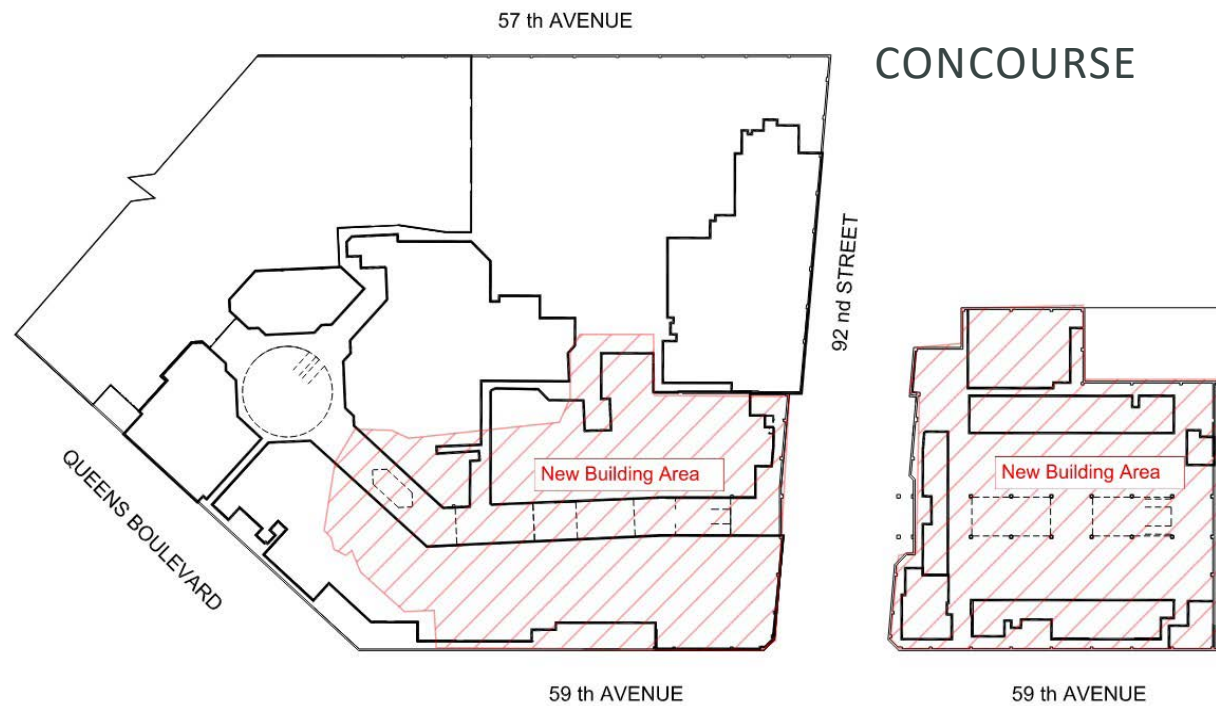 57 th AVENUE
CONCOURSE
92 nd STREET
New Building Area
New Building Area
QUEENS BOULEVARD
59 th AVENUE
59 th AVENUE